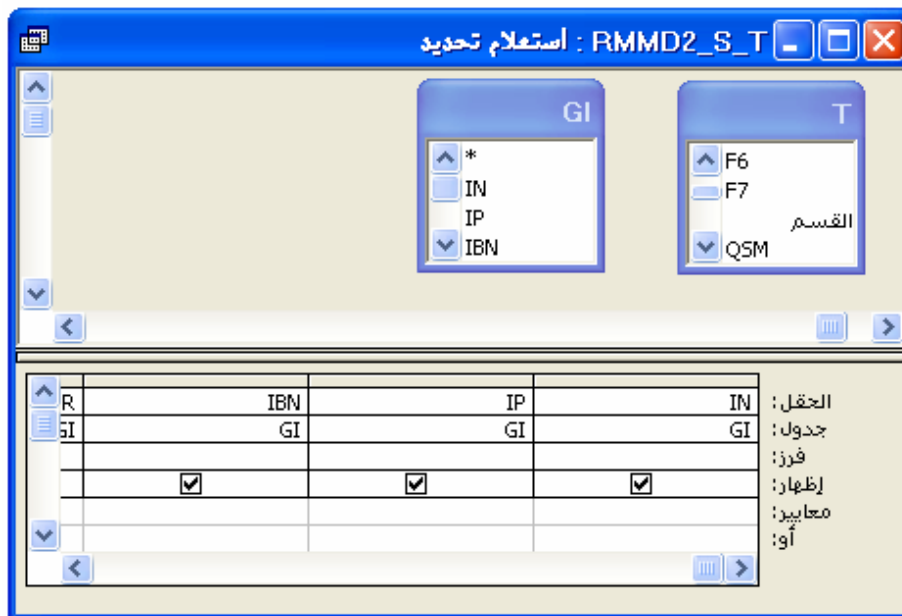 RMMD2_S_T : استعلام تحديد
T
F6
F7
القسم
QSM
GI
*
IN
IP
IBN
الحقل: IN IP IBN R
جدول: GI GI GI GI
فرز:
إظهار:
معايير:
أو: